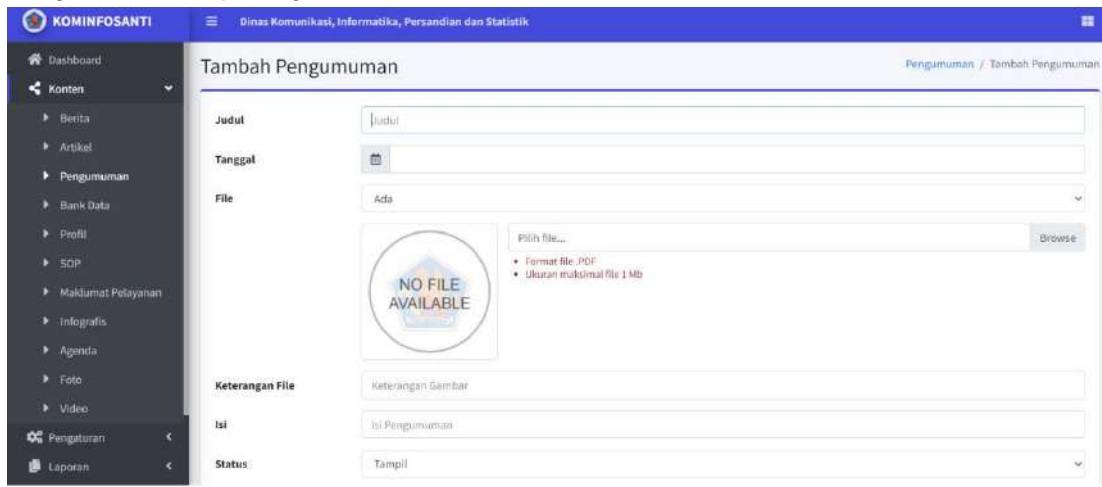 KOMINFOSANTI
Dinas Komunikasi, Informatika, Persandian dan Statistik
Dashboard
Konten
Berita
Artikel
Pengumuman
Bank Data
Profil
SOP
Maklumat Pelayanan
Infografis
Agenda
Foto
Video
Pengaturan
Laporan
Tambah Pengumuman
Pengumuman / Tambah Pengumuman
Judul
Judul
Tanggal
File
Ada
NO FILE
AVAILABLE
Pilih file...
Browse
Format file .PDF
Ukuran maksimal file 1 Mb
Keterangan File
Keterangan Gambar
Isi
Isi Pengumuman
Status
Tampil